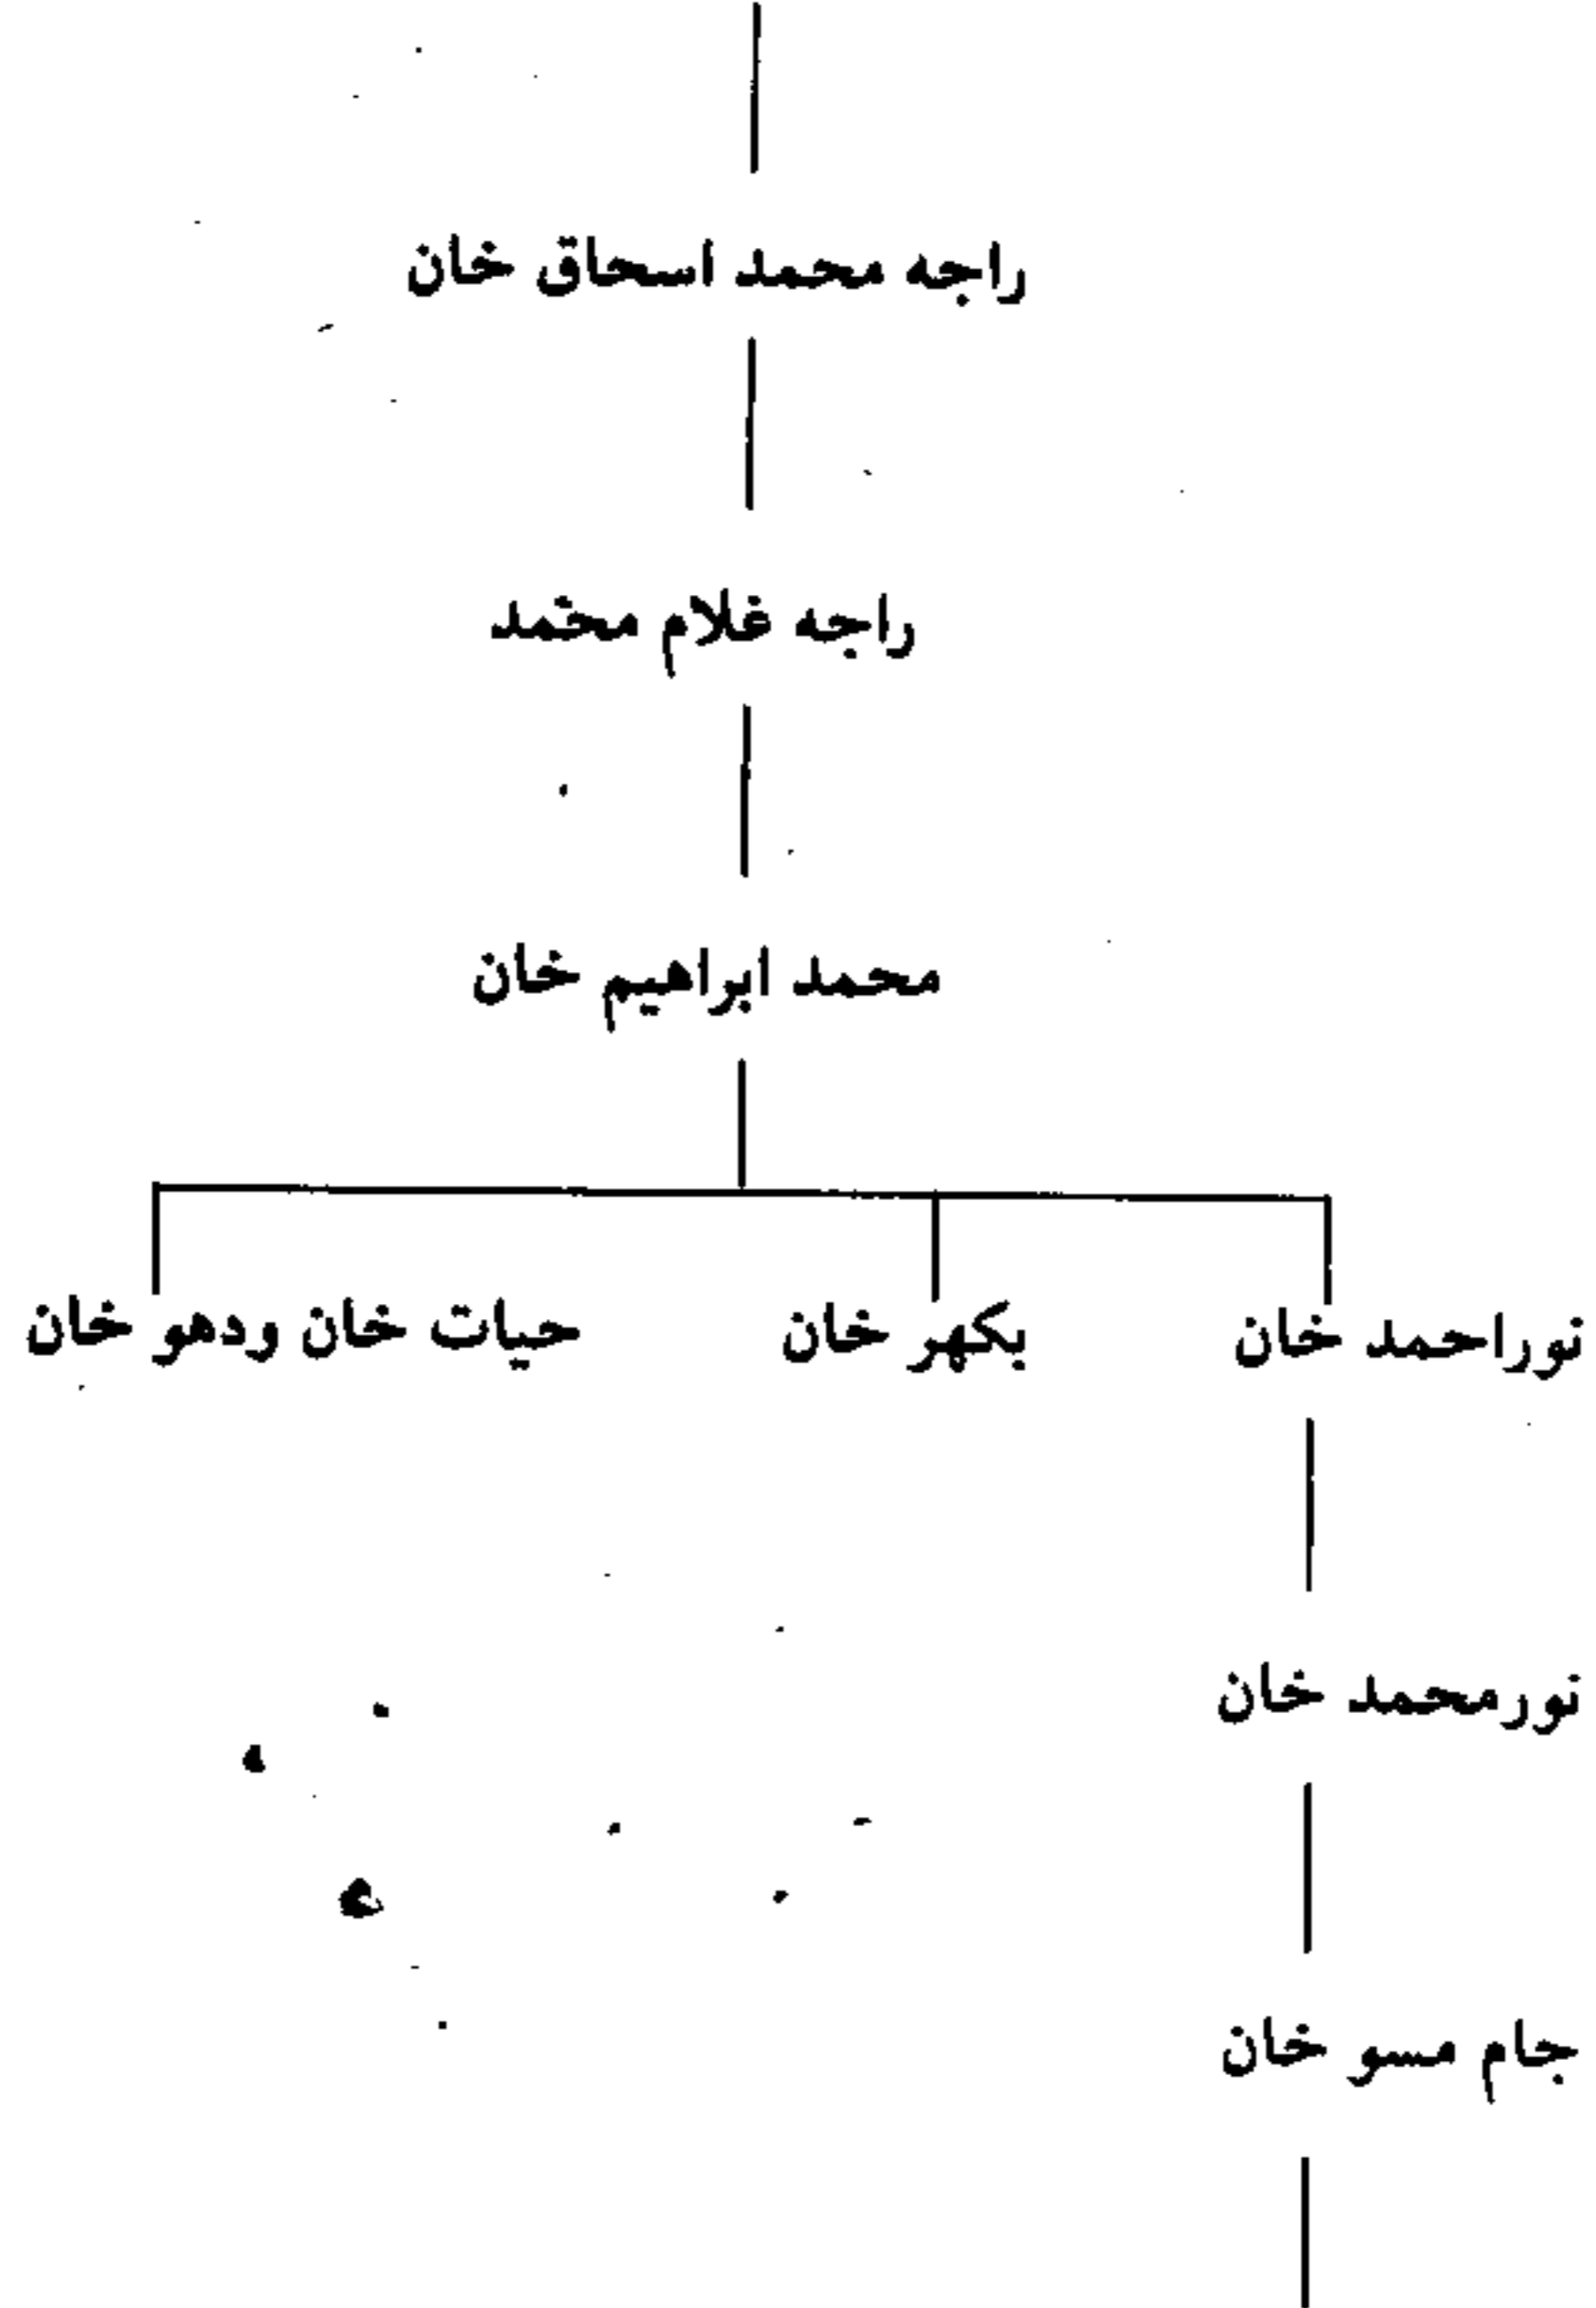 راجه محمد اسحاق خان
راجه غلام محمد
محمد ابراهیم خان
نوراحمد خان بکهر خان حیات خان ردهو خان
نورمحمد خان
جام مسو خان